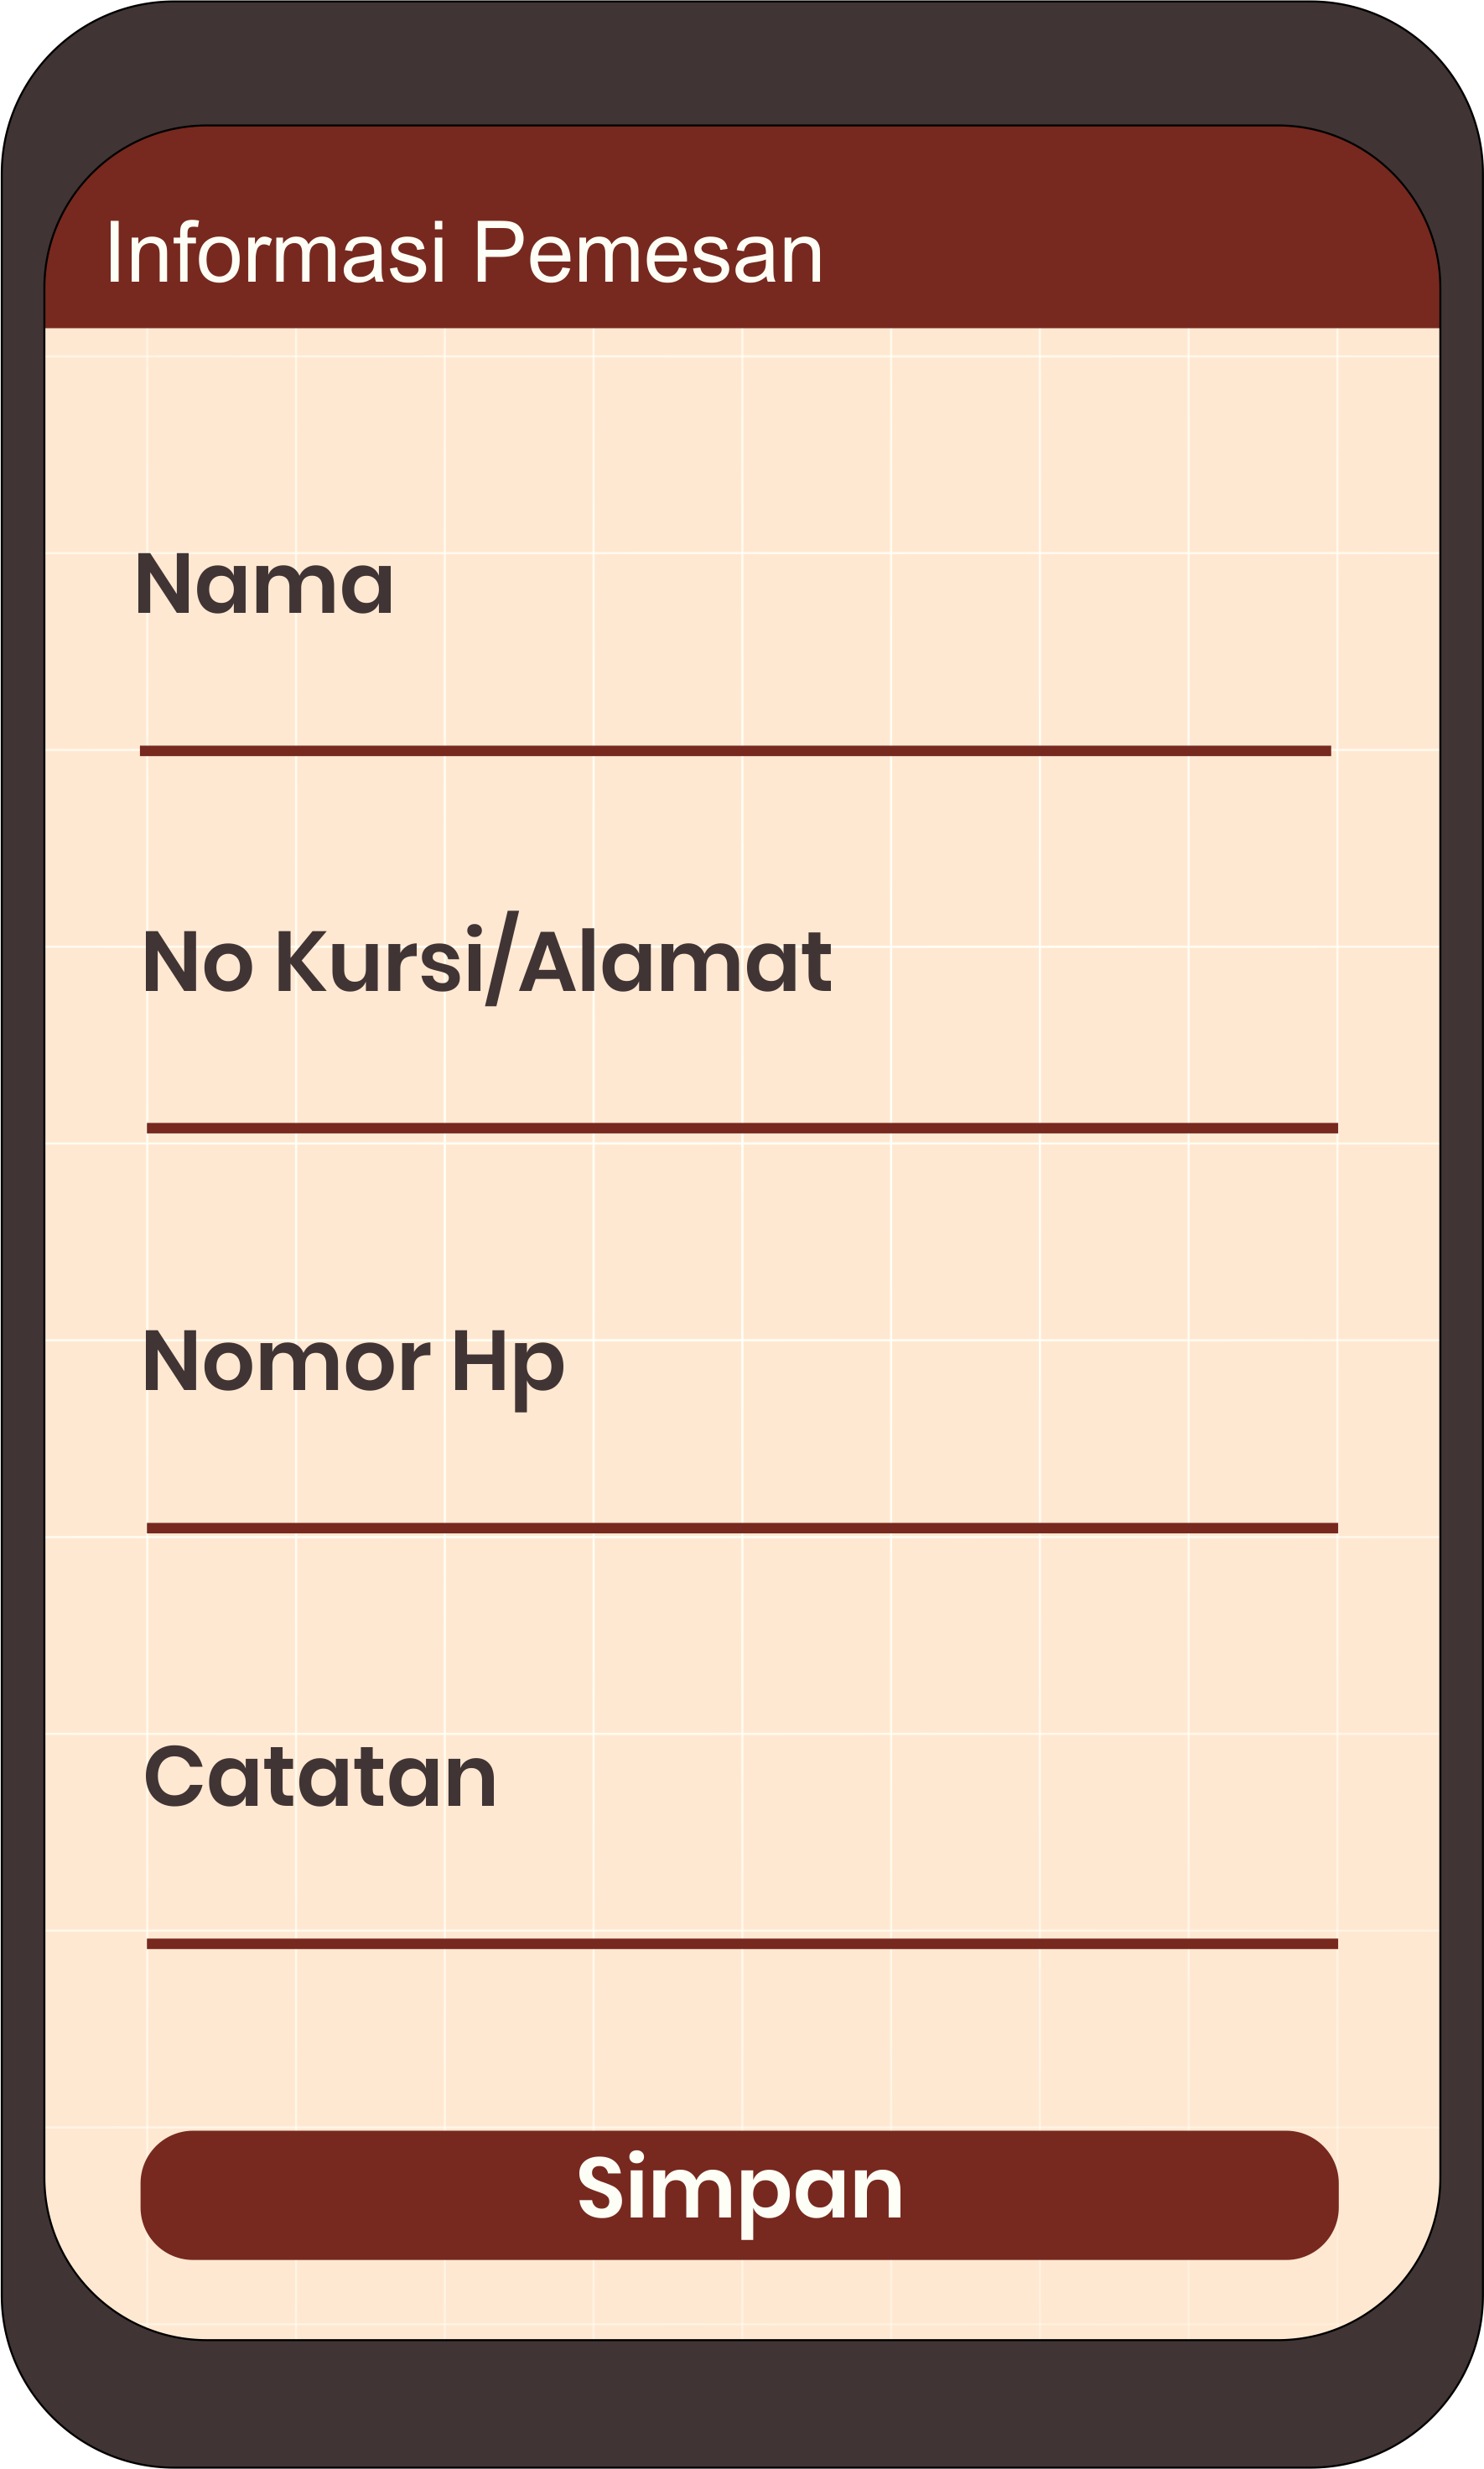 Informasi Pemesan
Nama
No Kursi/Alamat
Nomor Hp
Catatan
Simpan